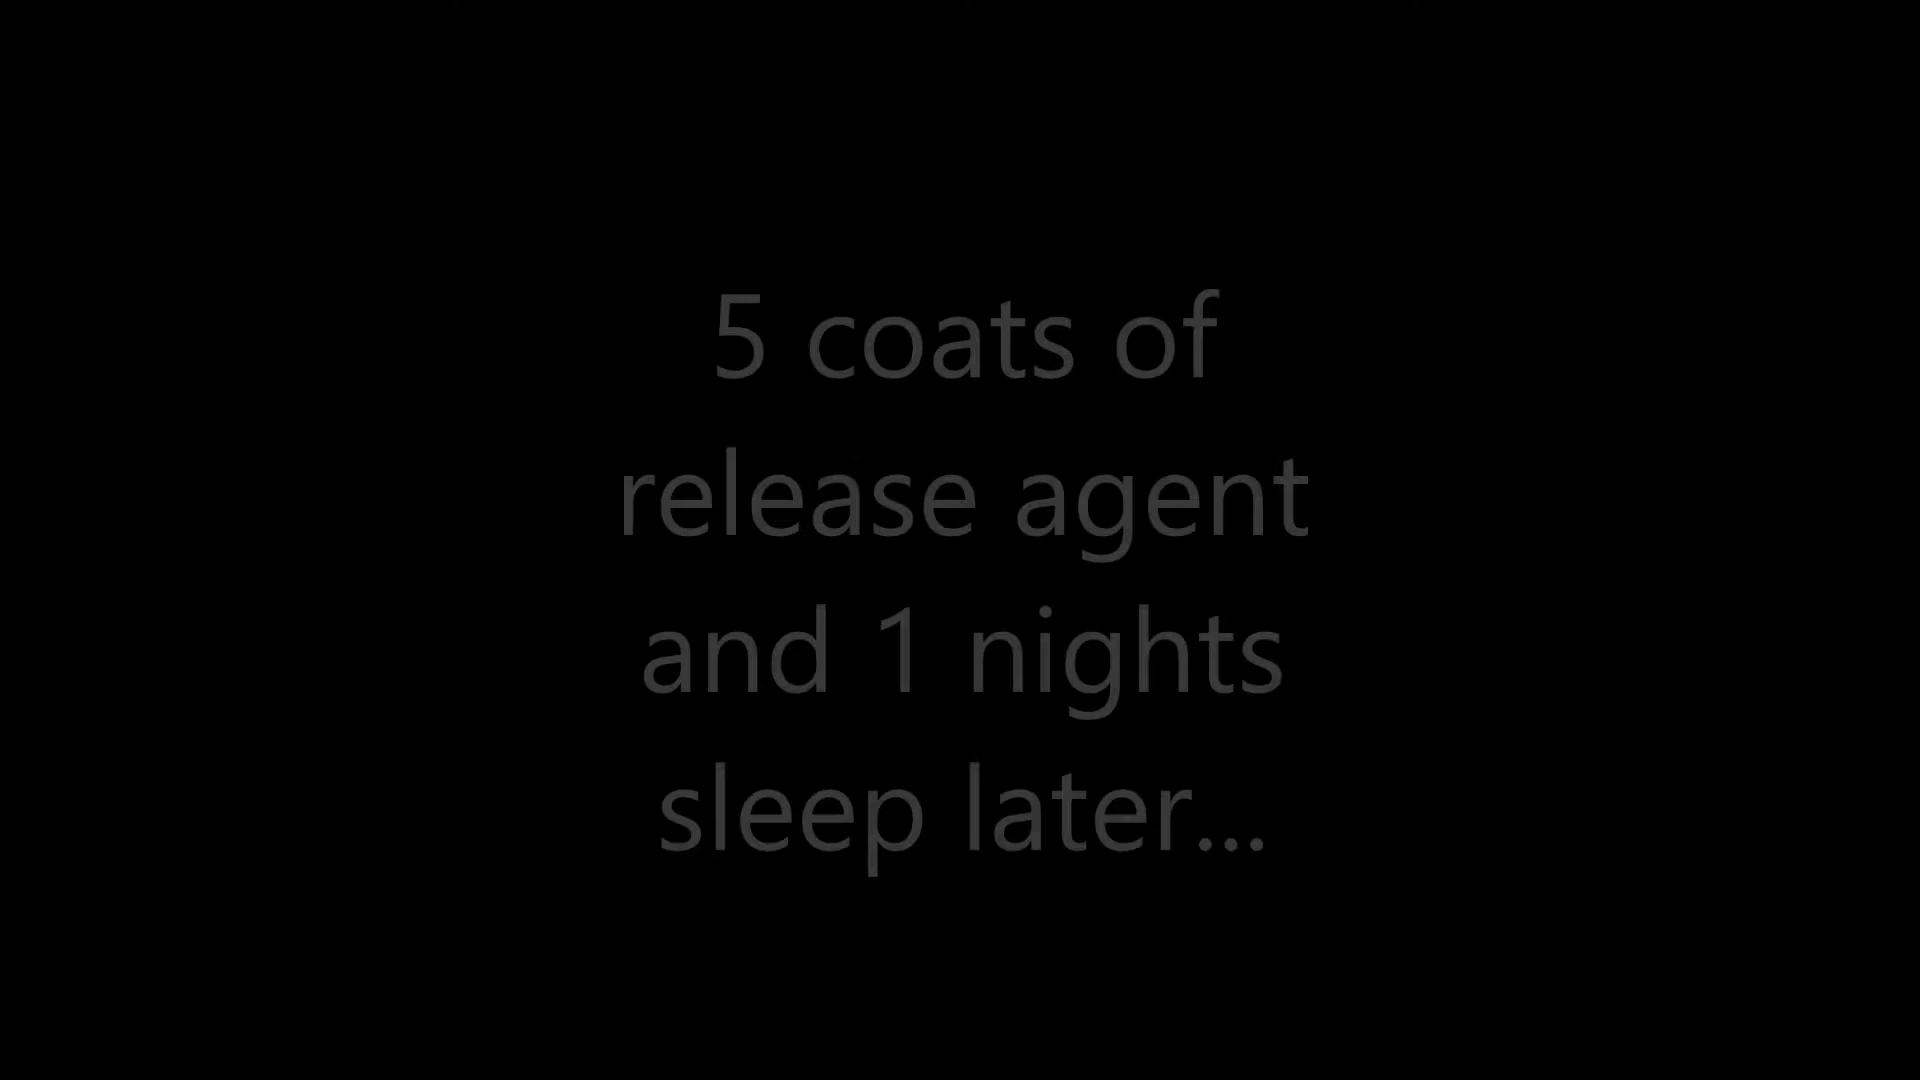 5 coats of
release agent
and 1 nights
sleep later...